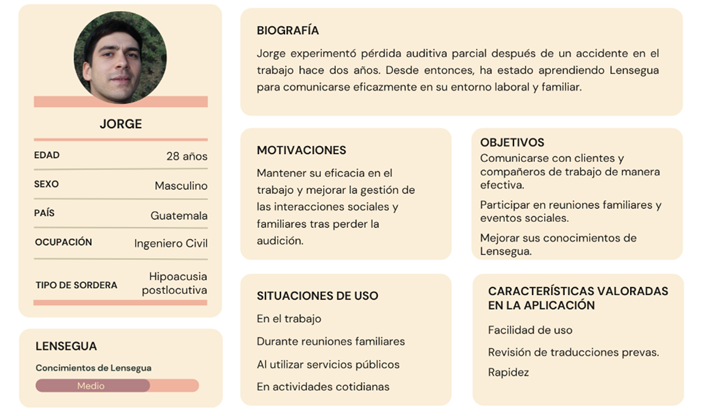 JORGE
EDAD 28 años
SEXO Masculino
PAÍS Guatemala
OCUPACIÓN Ingeniero Civil
TIPO DE SORDERA Hipoacusia
postlocutiva
LENSEGUA
Concimientos de Lensegua
Medio
BIOGRAFÍA
Jorge experimentó pérdida auditiva parcial después de un accidente en el
trabajo hace dos años. Desde entonces, ha estado aprendiendo Lensegua
para comunicarse eficazmente en su entorno laboral y familiar.
MOTIVACIONES
Mantener su eficacia en el
trabajo y mejorar la gestión de
las interacciones sociales y
familiares tras perder la
audición.
OBJETIVOS
Comunicarse con clientes y
compañeros de trabajo de manera
efectiva.
Participar en reuniones familiares y
eventos sociales.
Mejorar sus conocimientos de
Lensegua.
SITUACIONES DE USO
En el trabajo
Durante reuniones familiares
Al utilizar servicios públicos
En actividades cotidianas
CARACTERÍSTICAS VALORADAS
EN LA APLICACIÓN
Facilidad de uso
Revisión de traducciones prevas.
Rapidez